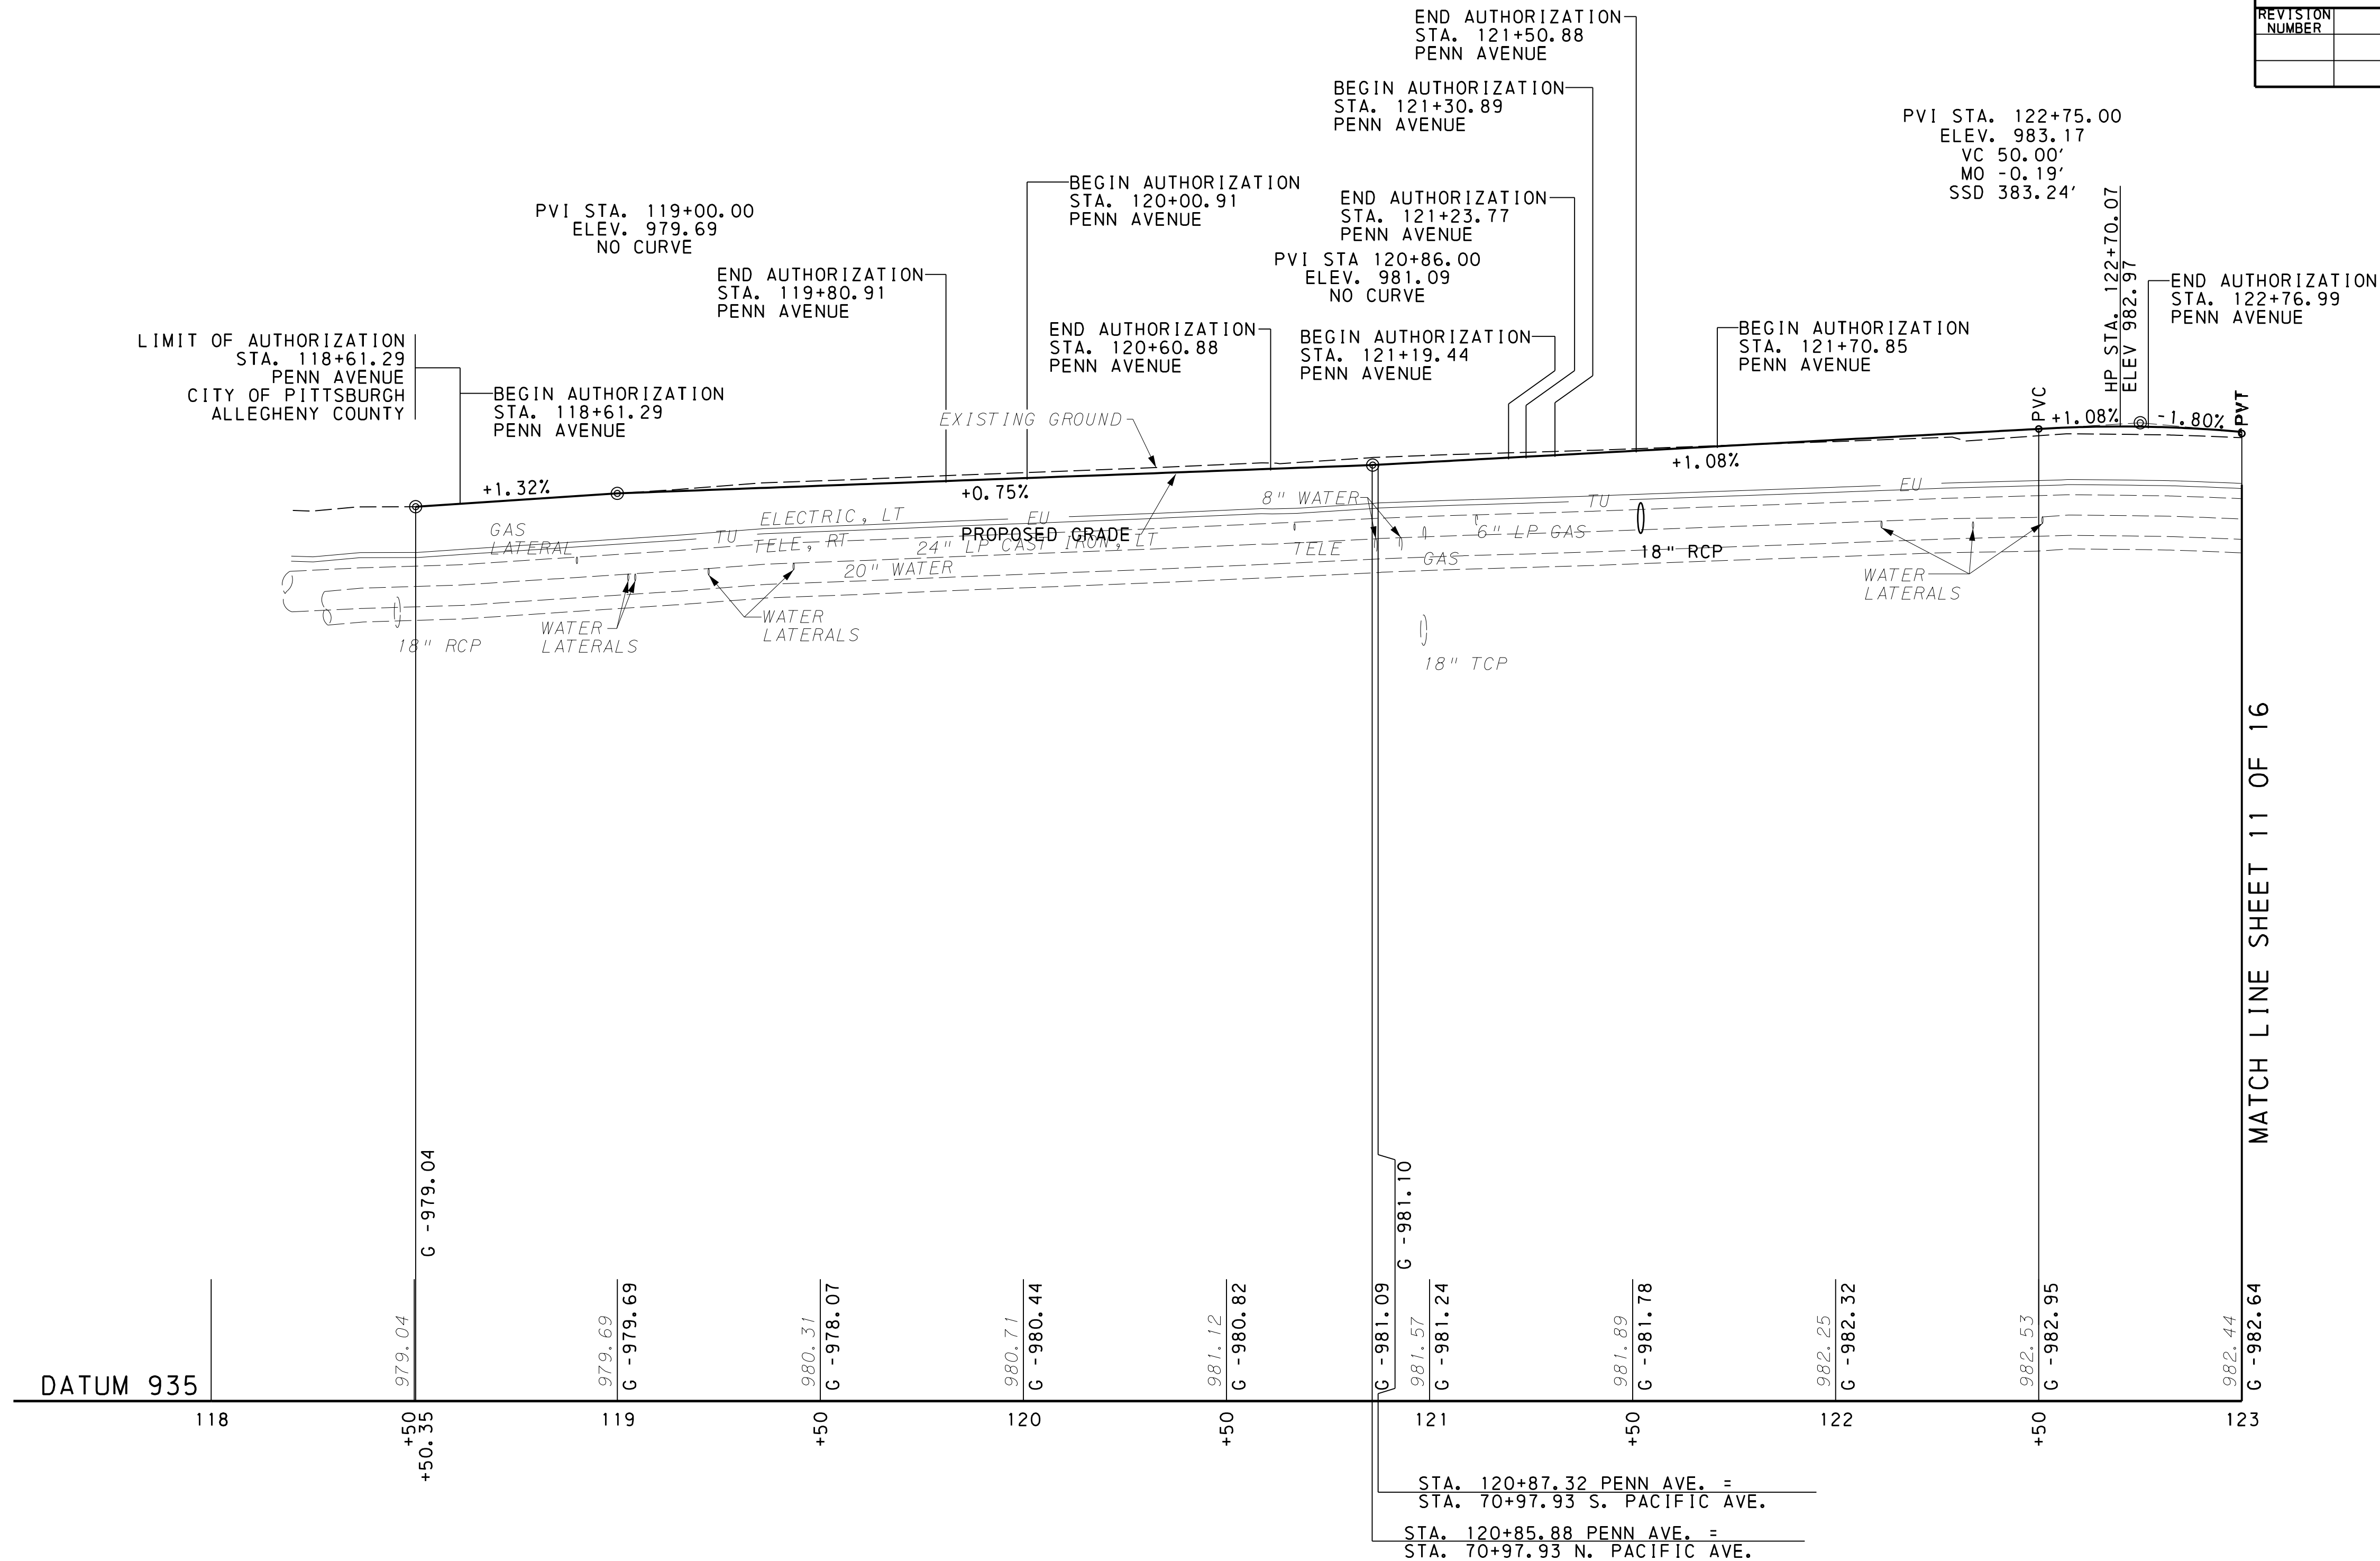 REVISION
NUMBER
END AUTHORIZATION
STA. 121+50.88
PENN AVENUE
BEGIN AUTHORIZATION
STA. 121+30.89
PENN AVENUE
PVI STA. 122+75.00
ELEV. 983.17
VC 50.00'
MO -0.19'
SSD 383.24'
PVI STA. 119+00.00
ELEV. 979.69
NO CURVE
BEGIN AUTHORIZATION
STA. 120+00.91
PENN AVENUE
END AUTHORIZATION
STA. 121+23.77
PENN AVENUE
PVI STA 120+86.00
ELEV. 981.09
NO CURVE
HP STA. 122+70.07
ELEV 982.97
END AUTHORIZATION
STA. 119+80.91
PENN AVENUE
END AUTHORIZATION
STA. 122+76.99
PENN AVENUE
LIMIT OF AUTHORIZATION
STA. 118+61.29
PENN AVENUE
CITY OF PITTSBURGH
ALLEGHENY COUNTY
BEGIN AUTHORIZATION
STA. 118+61.29
PENN AVENUE
END AUTHORIZATION
STA. 120+60.88
PENN AVENUE
BEGIN AUTHORIZATION
STA. 121+19.44
PENN AVENUE
BEGIN AUTHORIZATION
STA. 121+70.85
PENN AVENUE
EXISTING GROUND
PVC
+1.08%
-1.80%
PVT
+1.32%
+0.75%
+1.08%
8" WATER
TU
EU
GAS
LATERAL
TU
ELECTRIC, LT
TELE, RT
EU
PROPOSED GRADE
24" LP CAST IRON, LT
20" WATER
TELE
6" LP GAS
GAS
18" RCP
WATER
LATERALS
18" RCP
WATER
LATERALS
WATER
LATERALS
18" TCP
MATCH LINE SHEET 11 OF 16
G -979.04
G -981.10
979.04
979.69
G -979.69
980.31
G -978.07
980.71
G -980.44
981.12
G -980.82
G -981.09
981.57
G -981.24
981.89
G -981.78
982.25
G -982.32
982.53
G -982.95
982.44
G -982.64
DATUM 935
118
+50
+50.35
119
+50
120
+50
121
+50
122
+50
123
STA. 120+87.32 PENN AVE. =
STA. 70+97.93 S. PACIFIC AVE.
STA. 120+85.88 PENN AVE. =
STA. 70+97.93 N. PACIFIC AVE.